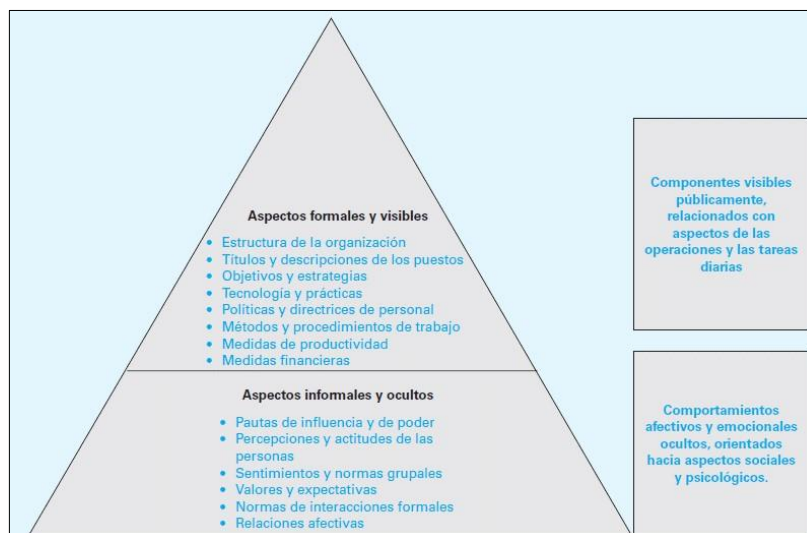 Aspectos formales y visibles
• Estructura de la organización
• Títulos y descripciones de los puestos
• Objetivos y estrategias
• Tecnología y prácticas
• Políticas y directrices de personal
• Métodos y procedimientos de trabajo
• Medidas de productividad
• Medidas financieras
Componentes visibles
públicamente,
relacionados con
aspectos de las
operaciones y las tareas
diarias
Aspectos informales y ocultos
• Pautas de influencia y de poder
• Percepciones y actitudes de las
personas
• Sentimientos y normas grupales
• Valores y expectativas
• Normas de interacciones formales
• Relaciones afectivas
Comportamientos
afectivos y emocionales
ocultos, orientados
hacia aspectos sociales
y psicológicos.